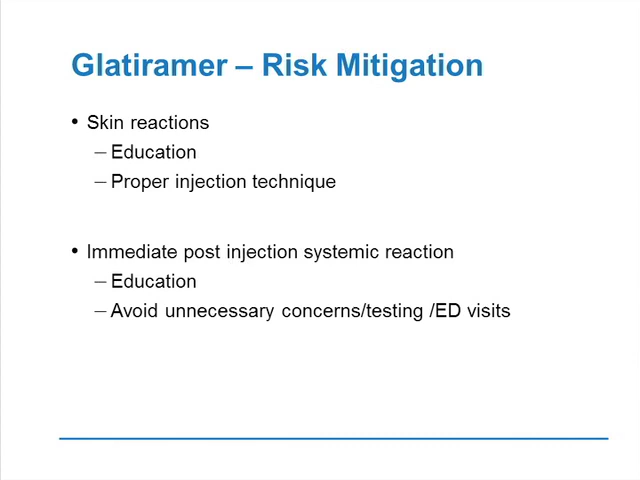 Glatiramer – Risk Mitigation
• Skin reactions
– Education
– Proper injection technique
• Immediate post injection systemic reaction
– Education
– Avoid unnecessary concerns/testing /ED visits